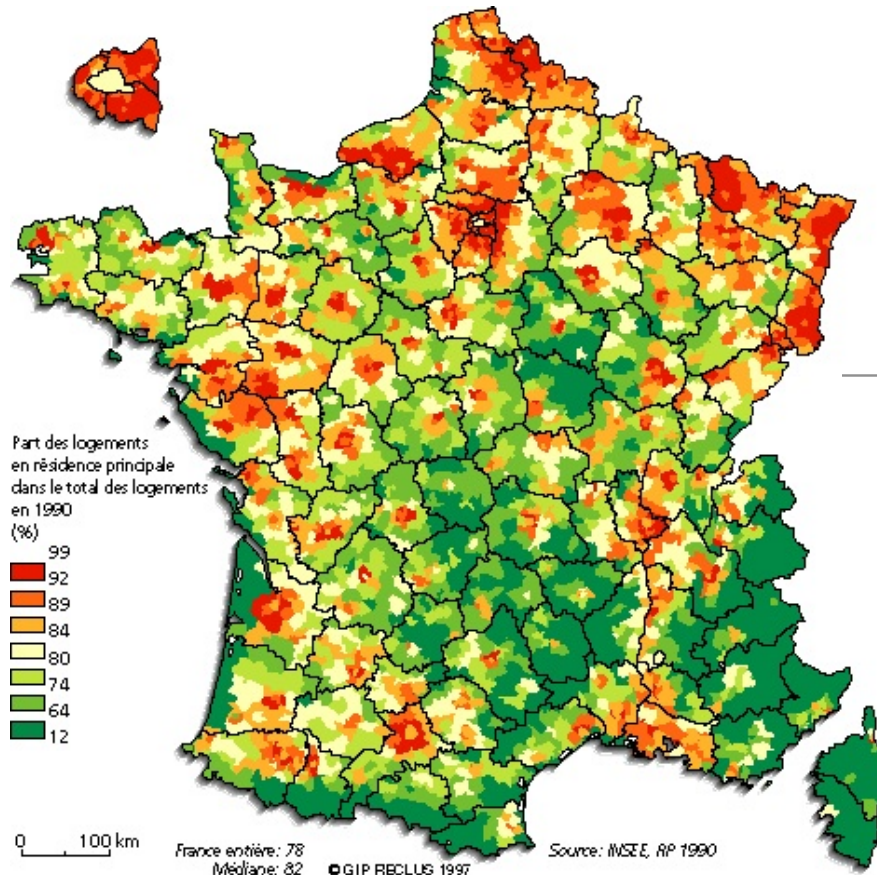 Part des logements
en résidence principale
dans le total des logements
en 1990
(%)
99
92
89
84
80
74
64
12
0 100 km
France entière: 78
Médiane: 82
© GIP RECLUS 1997
Source: INSEE, RP 1990